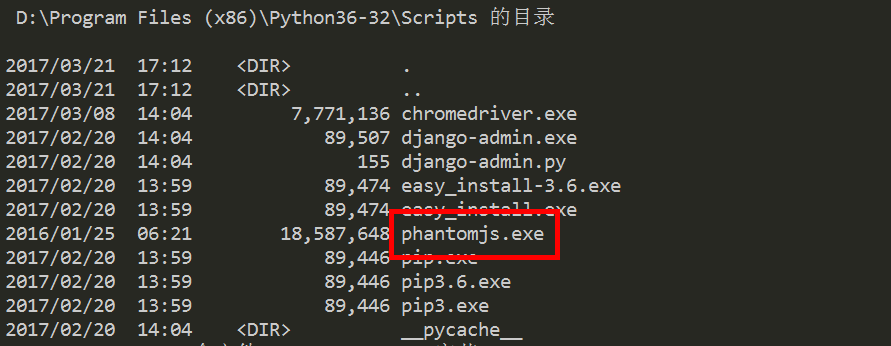 D:\Program Files (x86)\Python36-32\Scripts 的目录
2017/03/21 17:12 <DIR> .
2017/03/21 17:12 <DIR> ..
2017/03/08 14:04 7,771,136 chromedriver.exe
2017/02/20 14:04 89,507 django-admin.exe
2017/02/20 14:04 155 django-admin.py
2017/02/20 13:59 89,474 easy_install-3.6.exe
2017/02/20 13:59 89,474 easy_install.exe
2016/01/25 06:21 18,587,648 phantomjs.exe
2017/02/20 13:59 89,446 pip.exe
2017/02/20 13:59 89,446 pip3.6.exe
2017/02/20 13:59 89,446 pip3.exe
2017/02/20 14:04 <DIR> __pycache__